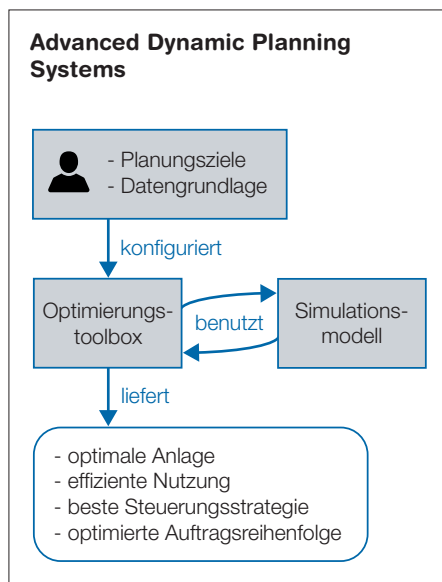 Advanced Dynamic Planning
Systems
- Planungsziele
- Datengrundlage
konfiguriert
Optimierungs-
toolbox
benutzt
Simulations-
modell
liefert
- optimale Anlage
- effiziente Nutzung
- beste Steuerungsstrategie
- optimierte Auftragsreihenfolge